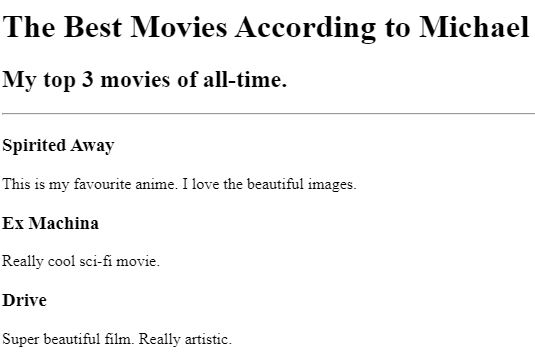 The Best Movies According to Michael
My top 3 movies of all-time.
Spirited Away
This is my favourite anime. I love the beautiful images.
Ex Machina
Really cool sci-fi movie.
Drive
Super beautiful film. Really artistic.